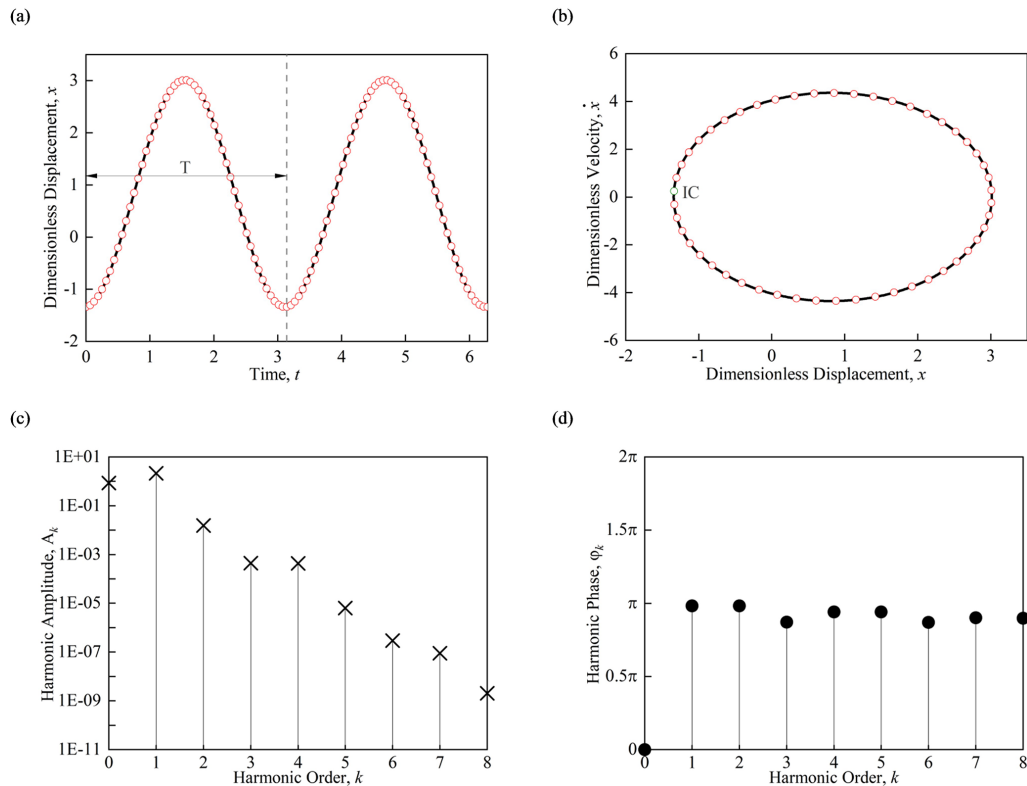 (a)
3
2
1
0
-1
-2
0
1
2
3
4
5
6
T
Dimensionless Displacement, x
Time, t
(b)
6
4
2
0
-2
-4
-6
-2
-1
0
1
2
3
IC
Dimensionless Velocity, ẋ
Dimensionless Displacement, x
(c)
1E+01
1E-01
1E-03
1E-05
1E-07
1E-09
1E-11
0
1
2
3
4
5
6
7
8
Harmonic Amplitude, Aₖ
Harmonic Order, k
(d)
2π
1.5π
π
0.5π
0
0
1
2
3
4
5
6
7
8
Harmonic Phase, φₖ
Harmonic Order, k